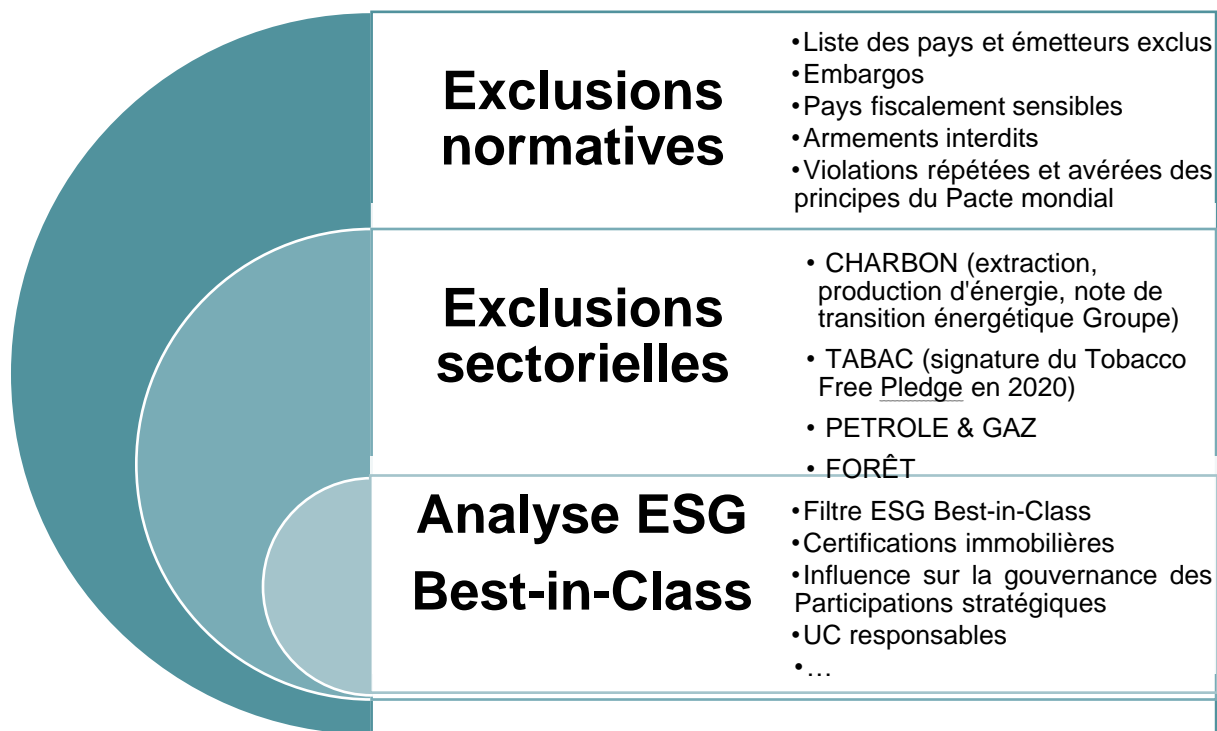 Exclusions
normatives
•Liste des pays et émetteurs exclus
•Embargos
•Pays fiscalement sensibles
•Armements interdits
•Violations répétées et avérées des
principes du Pacte mondial
Exclusions
sectorielles
• CHARBON (extraction,
production d'énergie, note de
transition énergétique Groupe)
• TABAC (signature du Tobacco
Free Pledge en 2020)
• PETROLE & GAZ
• FORÊT
Analyse ESG
Best-in-Class
•Filtre ESG Best-in-Class
•Certifications immobilières
•Influence sur la gouvernance des
Participations stratégiques
•UC responsables
•…